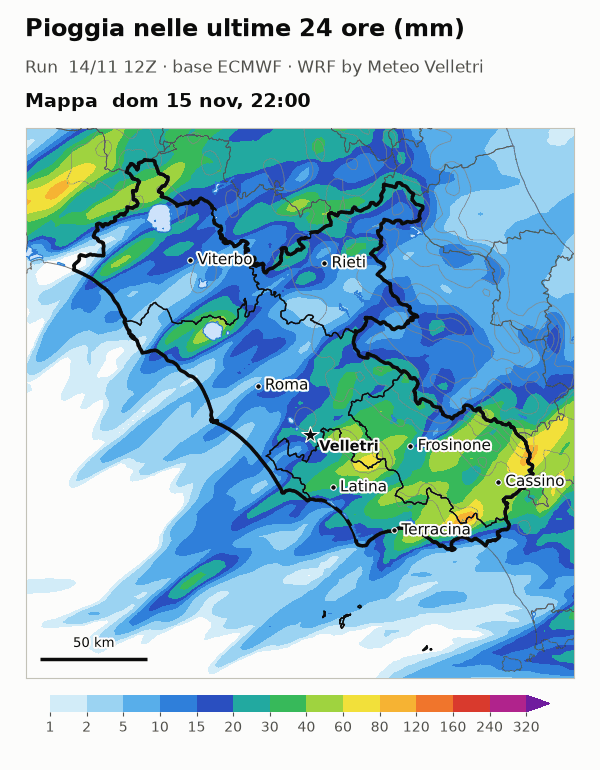 Pioggia nelle ultime 24 ore (mm)
Run 14/11 12Z · base ECMWF · WRF by Meteo Velletri
Mappa dom 15 nov, 22:00
Viterbo
Rieti
Roma
Velletri
Frosinone
Latina
Cassino
Terracina
50 km
1 2 5 10 15 20 30 40 60 80 120 160 240 320